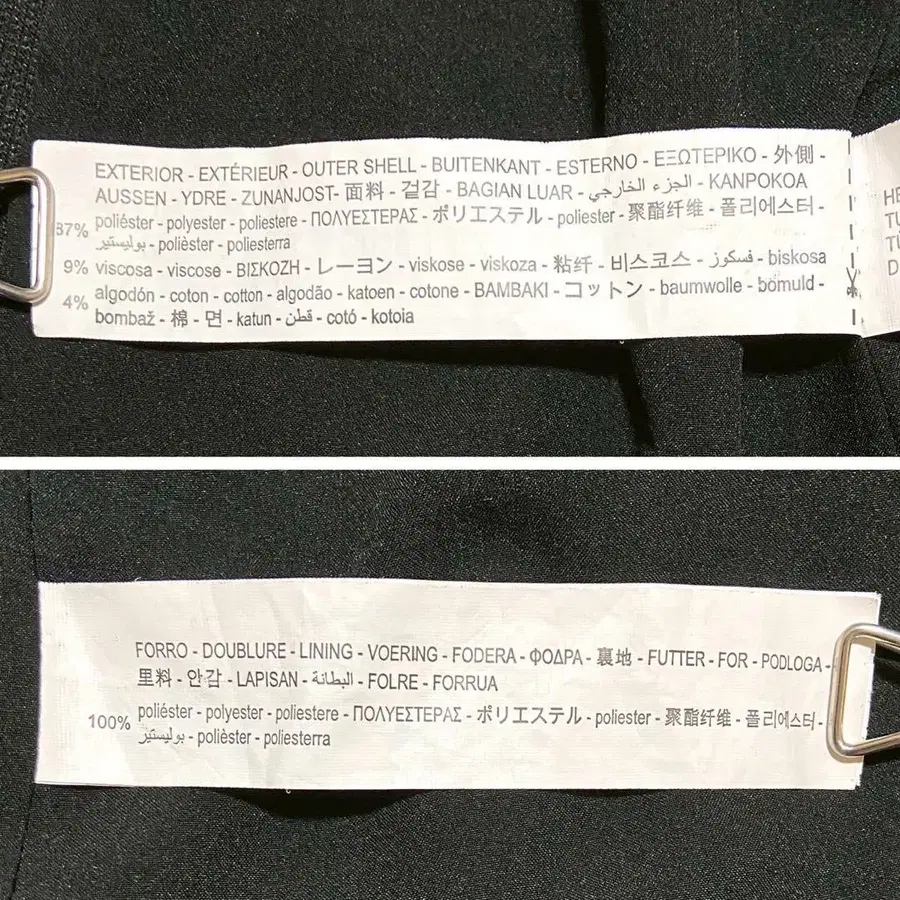 EXTERIOR - EXTÉRIEUR - OUTER SHELL - BUITENKANT - ESTERNO - ΕΞΩΤΕΡΙΚΟ - 外側 -
AUSSEN - YDRE - ZUNANJOST- 面料 - 겉감 - BAGIAN LUAR - الجزء الخارجي - KANPOKOA
87% poliéster - polyester - poliestere - ΠΟΛΥΕΣΤΕΡΑΣ - ポリエステル - poliester - 聚酯纤维 - 폴리에스터 -
بوليستير - polièster - poliesterra
9% viscosa - viscose - ΒΙΣΚΟΖΗ - レーヨン - viskose - viskoza - 粘纤 - 비스코스 - فسكوز - biskosa
4% algodón - coton - cotton - algodão - katoen - cotone - ΒΑΜΒΑΚΙ - コットン - baumwolle - bömuld -
bombaž - 棉 - 면 - katun - قطن - cotó - kotoia
HE
TU
TU
D
FORRO - DOUBLURE - LINING - VOERING - FODERA - ΦΟΔΡΑ - 裏地 - FUTTER - FOR - PODLOGA -
里料 - 안감 - LAPISAN - البطانة - FOLRE - FORRUA
100% poliéster - polyester - poliestere - ΠΟΛΥΕΣΤΕΡΑΣ - ポリエステル - poliester - 聚酯纤维 - 폴리에스터 -
بوليستير - polièster - poliesterra